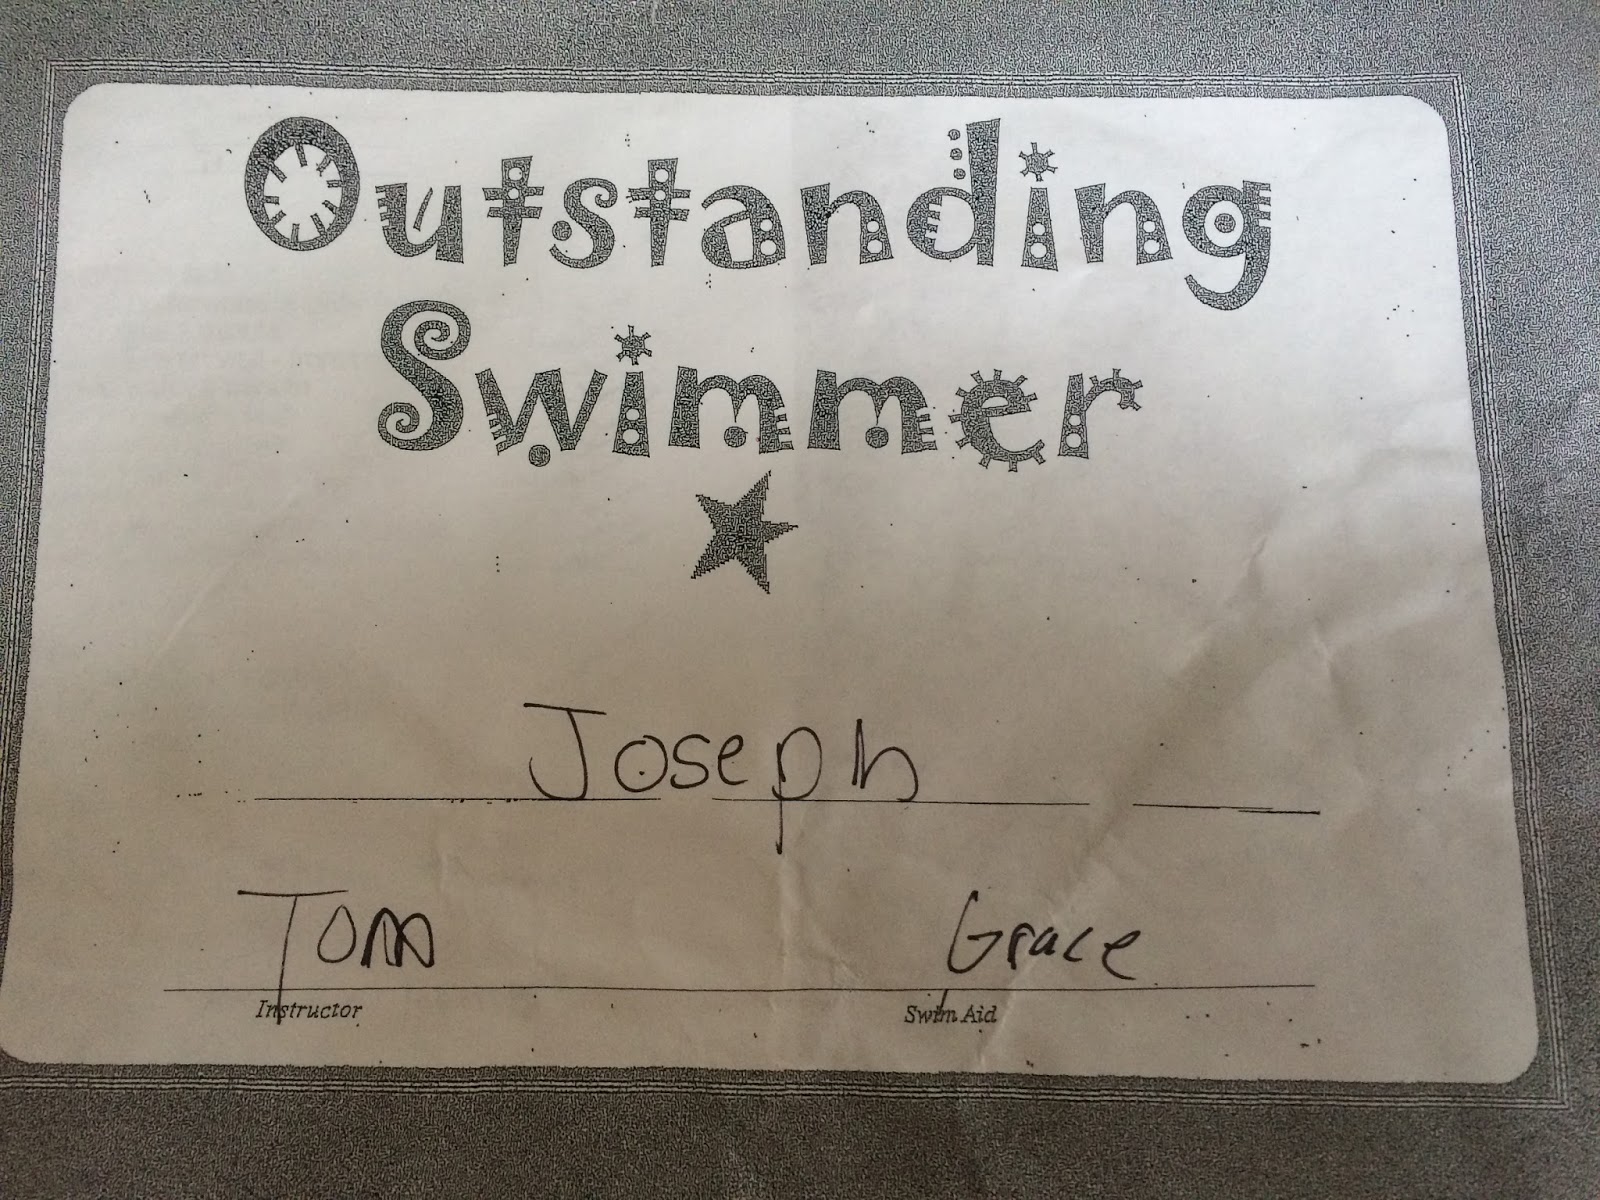 Outstanding
Swimmer
Joseph
Tom Grace
Instructor Swim Aid